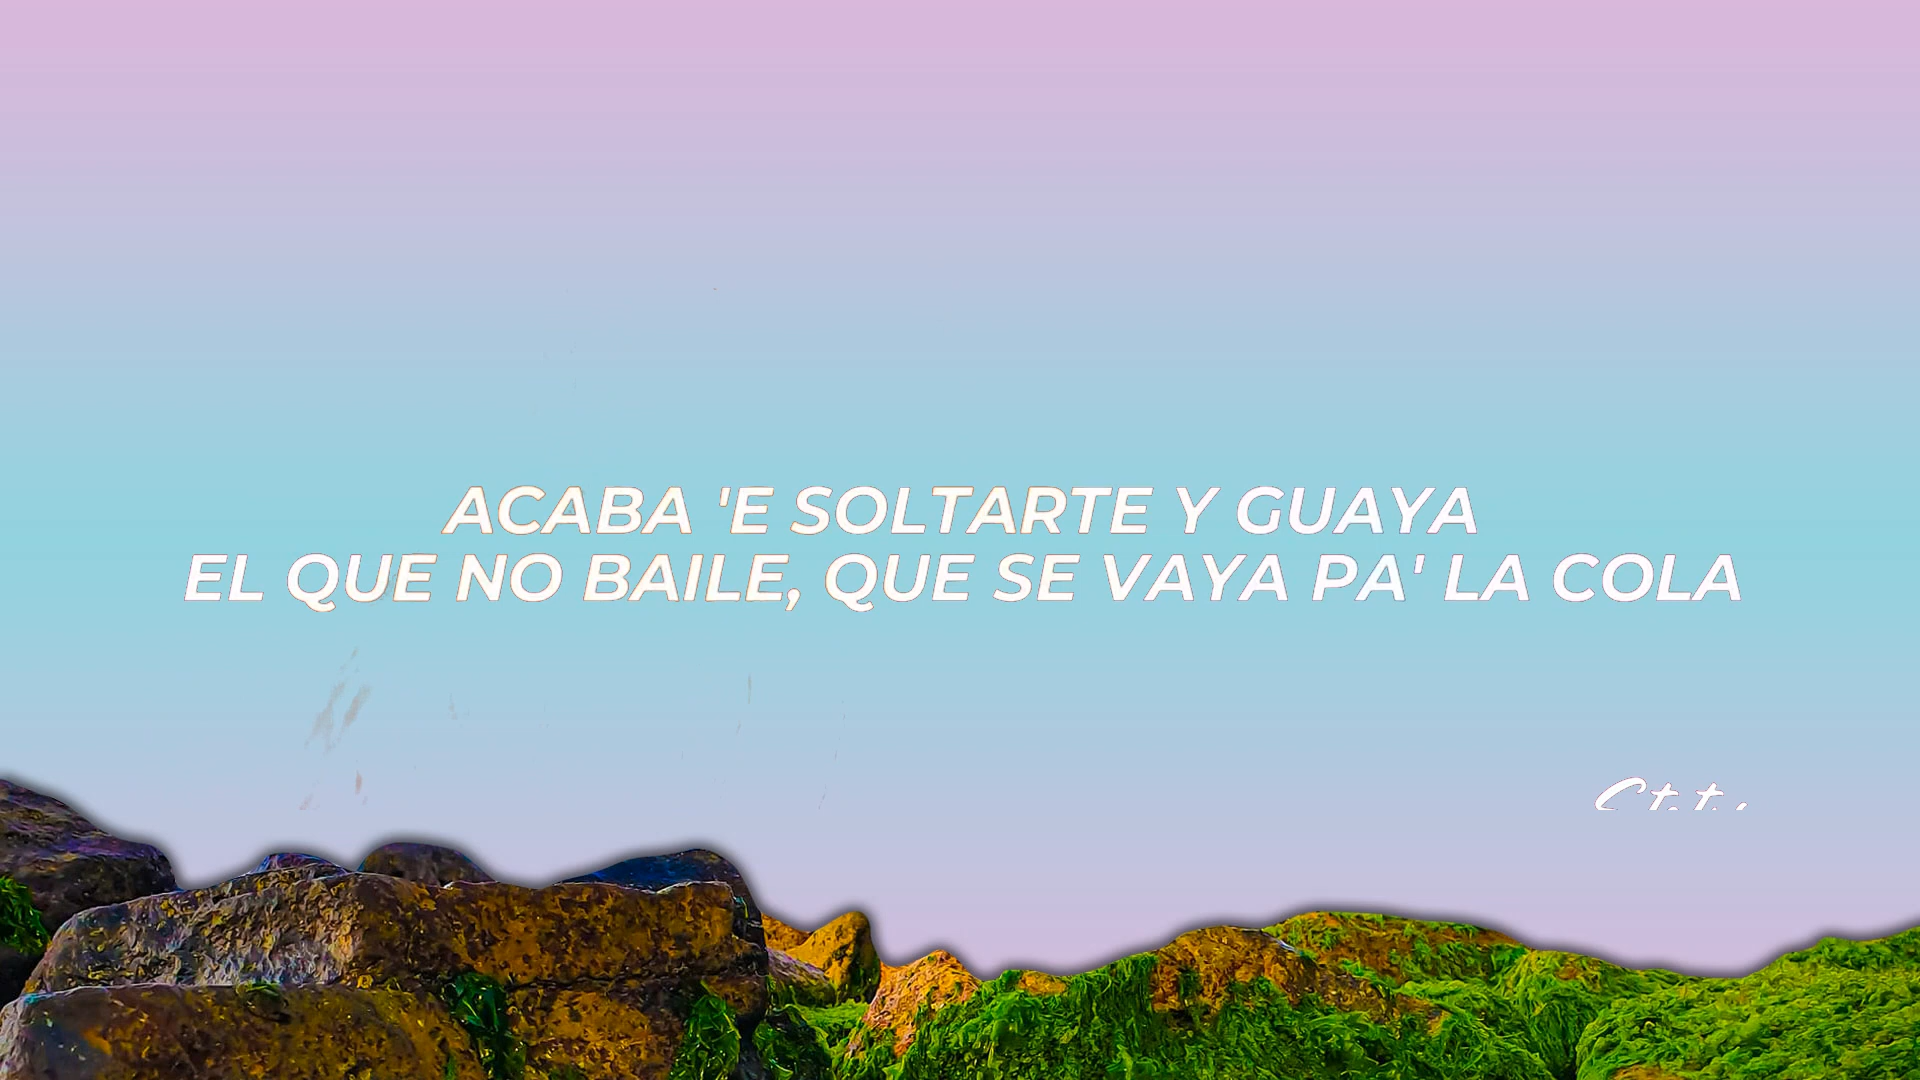 ACABA 'E SOLTARTE Y GUAYA
EL QUE NO BAILE, QUE SE VAYA PA' LA COLA